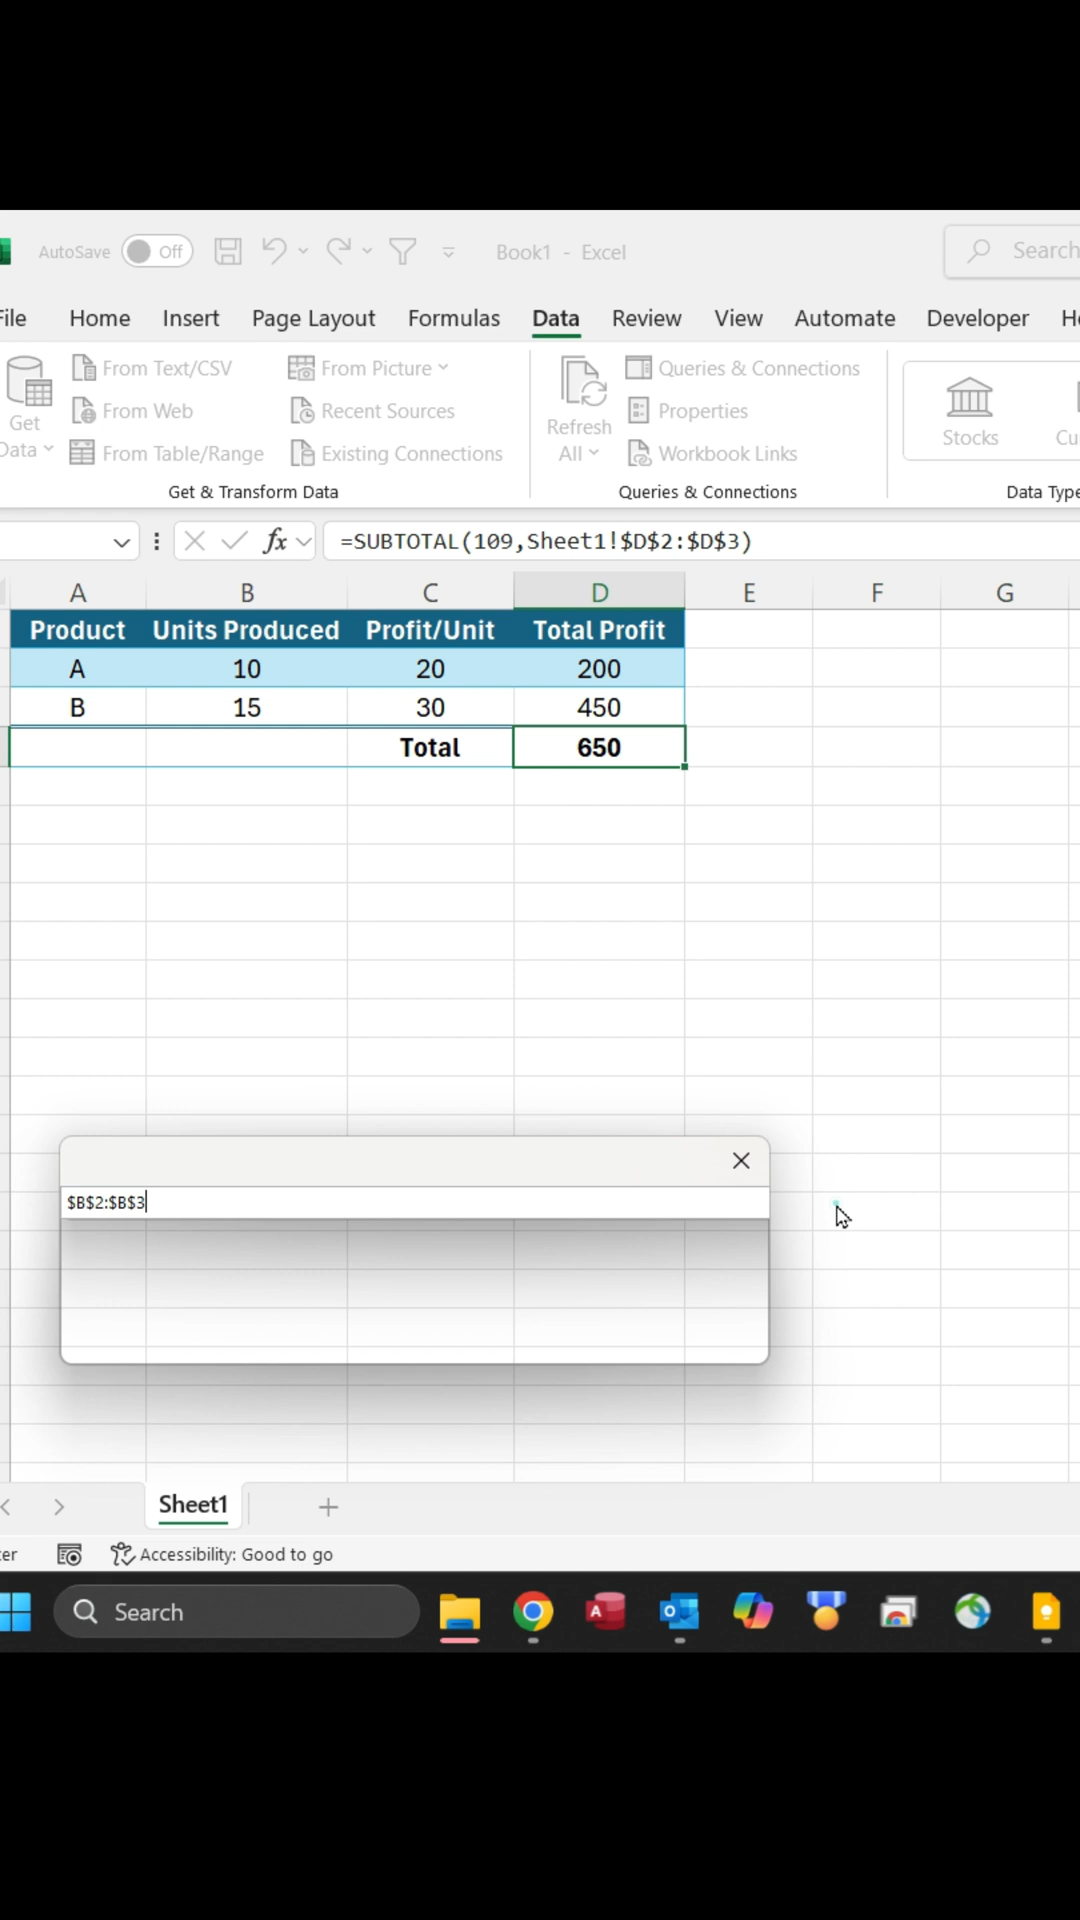 AutoSave Off Book1 - Excel Search
File Home Insert Page Layout Formulas Data Review View Automate Developer
Get Data
From Text/CSV
From Web
From Table/Range
From Picture
Recent Sources
Existing Connections
Get & Transform Data
Refresh All
Queries & Connections
Properties
Workbook Links
Queries & Connections
Stocks
fx =SUBTOTAL(109,Sheet1!$D$2:$D$3)
A B C D E F G
Product Units Produced Profit/Unit Total Profit
A 10 20 200
B 15 30 450
Total 650
$B$2:$B$3
Sheet1
Accessibility: Good to go
Search